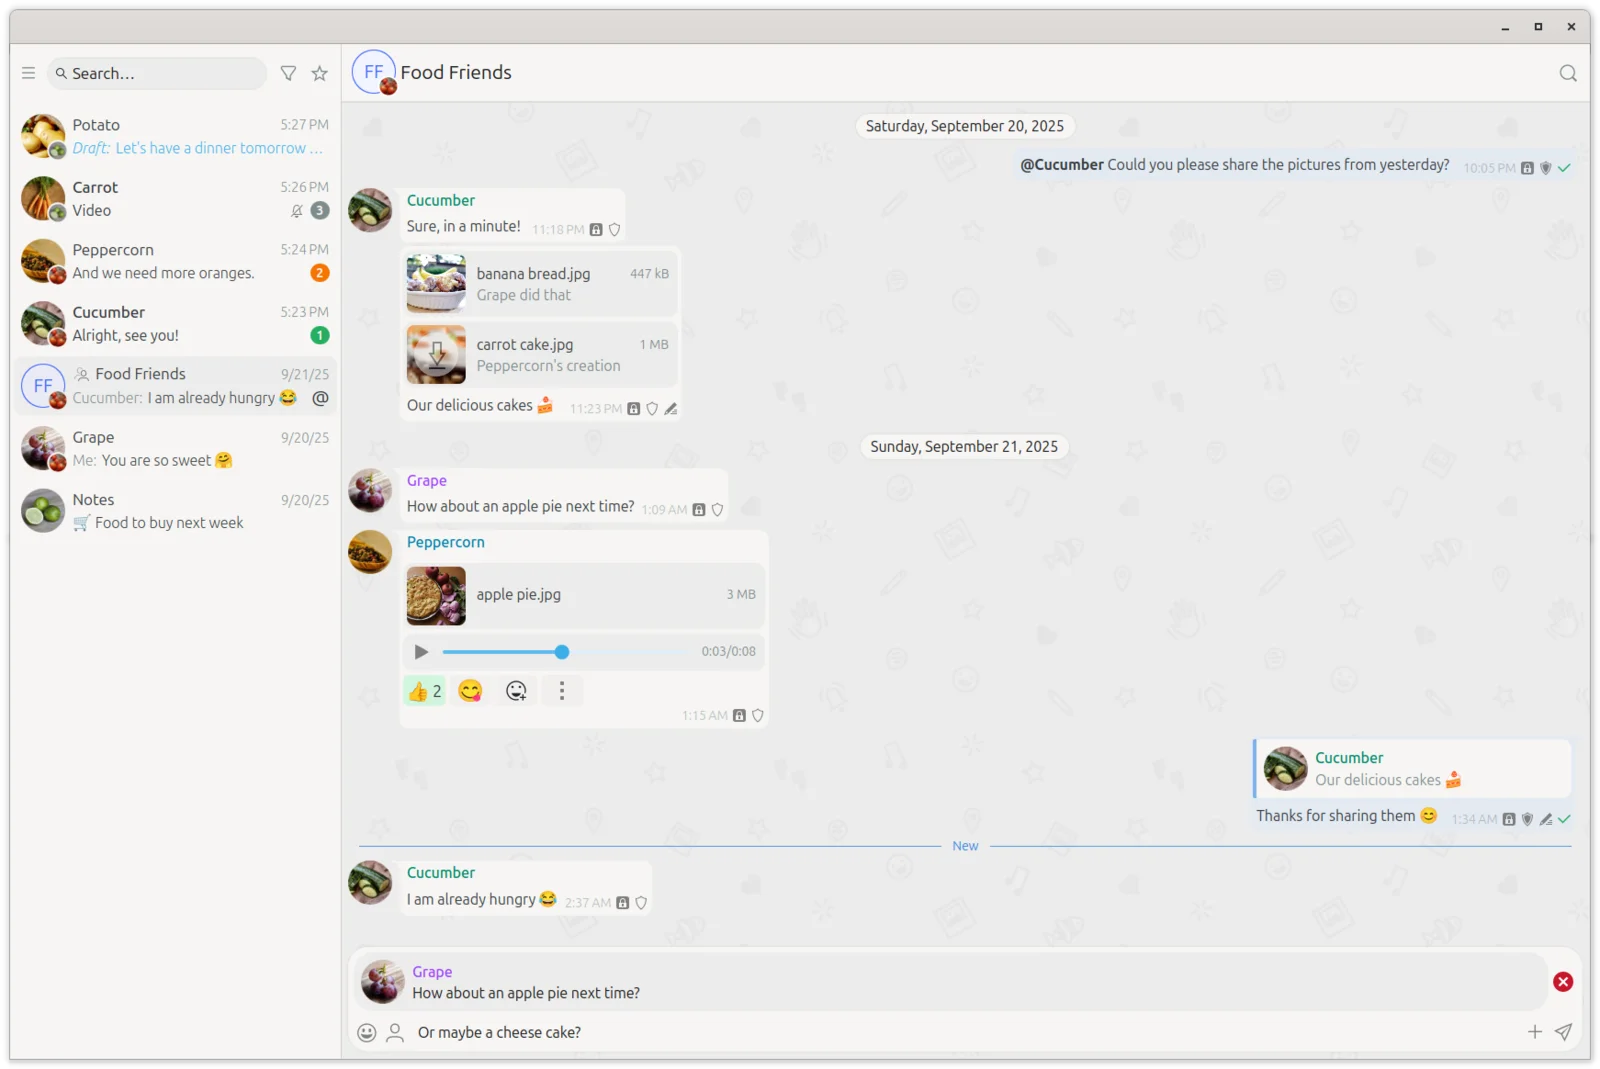 Search...
Potato 5:27 PM
Draft: Let's have a dinner tomorrow ...
Carrot 5:26 PM
Video 3
Peppercorn 5:24 PM
And we need more oranges. 2
Cucumber 5:23 PM
Alright, see you! 1
FF Food Friends 9/21/25
Cucumber: I am already hungry 😂 @
Grape 9/20/25
Me: You are so sweet 🤗
Notes 9/20/25
🛒 Food to buy next week
FF Food Friends
Saturday, September 20, 2025
@Cucumber Could you please share the pictures from yesterday? 10:05 PM
Cucumber
Sure, in a minute! 11:18 PM
banana bread.jpg 447 kB
Grape did that
carrot cake.jpg 1 MB
Peppercorn's creation
Our delicious cakes 🍰 11:23 PM
Sunday, September 21, 2025
Grape
How about an apple pie next time? 1:09 AM
Peppercorn
apple pie.jpg 3 MB
0:03/0:08
👍 2 😋
1:15 AM
Cucumber
Our delicious cakes 🍰
Thanks for sharing them 😊 1:34 AM
New
Cucumber
I am already hungry 😂 2:37 AM
Grape
How about an apple pie next time?
Or maybe a cheese cake?